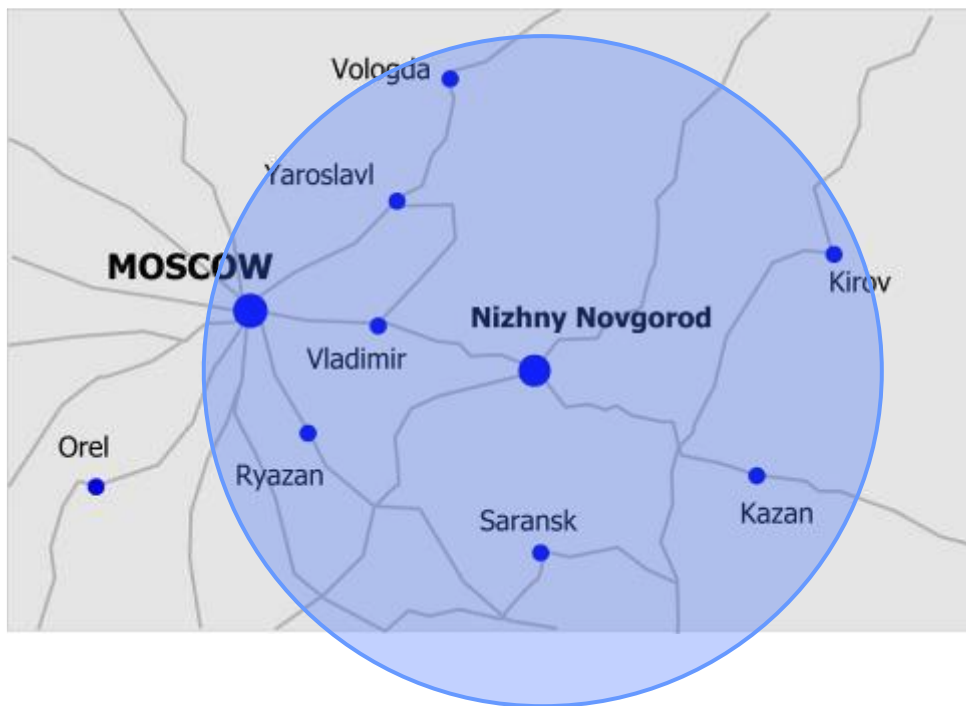 Vologda
Yaroslavl
MOSCOW
Kirov
Nizhny Novgorod
Vladimir
Orel
Ryazan
Kazan
Saransk